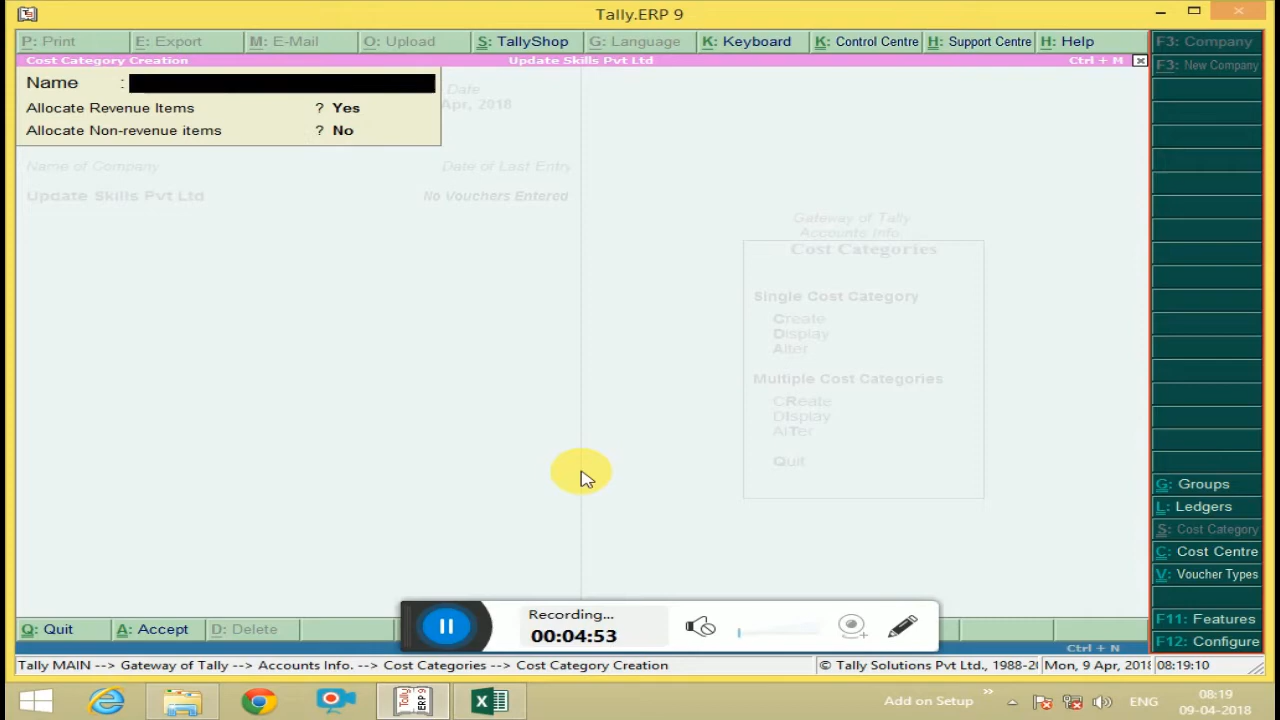 Tally.ERP 9
P: Print E: Export M: E-Mail O: Upload S: TallyShop G: Language K: Keyboard K: Control Centre H: Support Centre H: Help
F3: Company
Cost Category Creation Update Skills Pvt Ltd Ctrl + M
F3: New Company
Name :
Allocate Revenue Items ? Yes
Allocate Non-revenue items ? No
Date
Apr, 2018
Name of Company Date of Last Entry
Update Skills Pvt Ltd No Vouchers Entered
Gateway of Tally
Accounts Info.
Cost Categories
Single Cost Category
Create
Display
Alter
Multiple Cost Categories
CReate
DIsplay
AlTer
Quit
G: Groups
L: Ledgers
S: Cost Category
C: Cost Centre
V: Voucher Types
F11: Features
F12: Configure
Recording...
00:04:53
Q: Quit A: Accept D: Delete
Ctrl + N
Tally MAIN --> Gateway of Tally --> Accounts Info. --> Cost Categories --> Cost Category Creation © Tally Solutions Pvt Ltd., 1988-2 Mon, 9 Apr, 201 08:19:10
Tally ERP 9
Add on Setup » ENG 08:19
09-04-2018